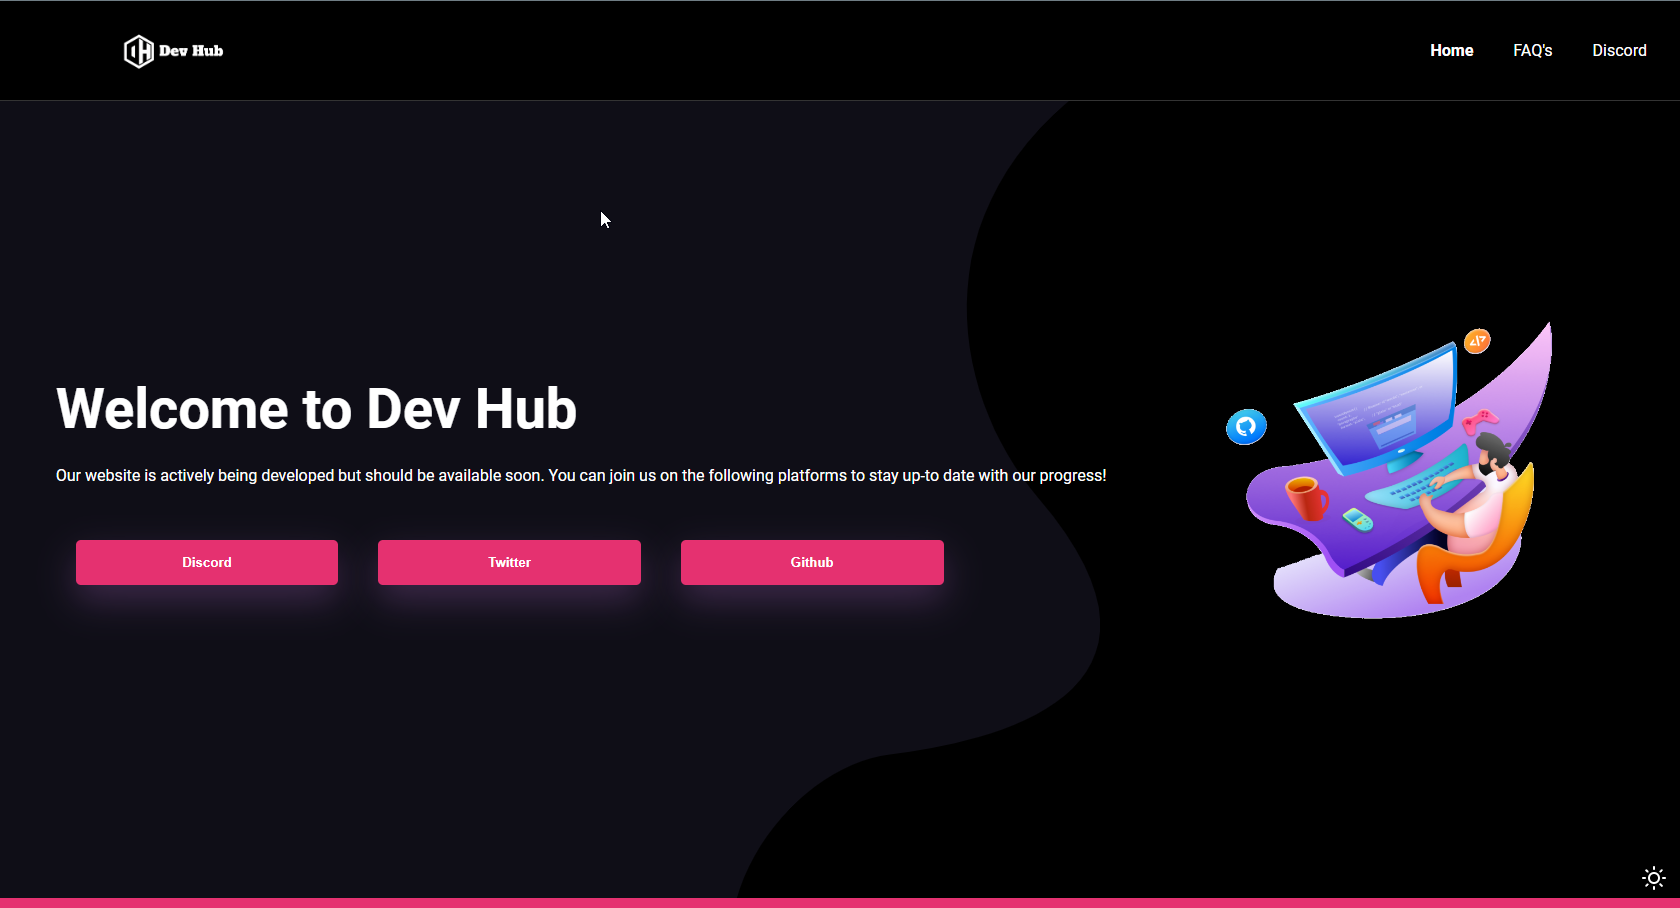 Dev Hub
Home
FAQ's
Discord
Welcome to Dev Hub
Our website is actively being developed but should be available soon. You can join us on the following platforms to stay up-to date with our progress!
Discord
Twitter
Github